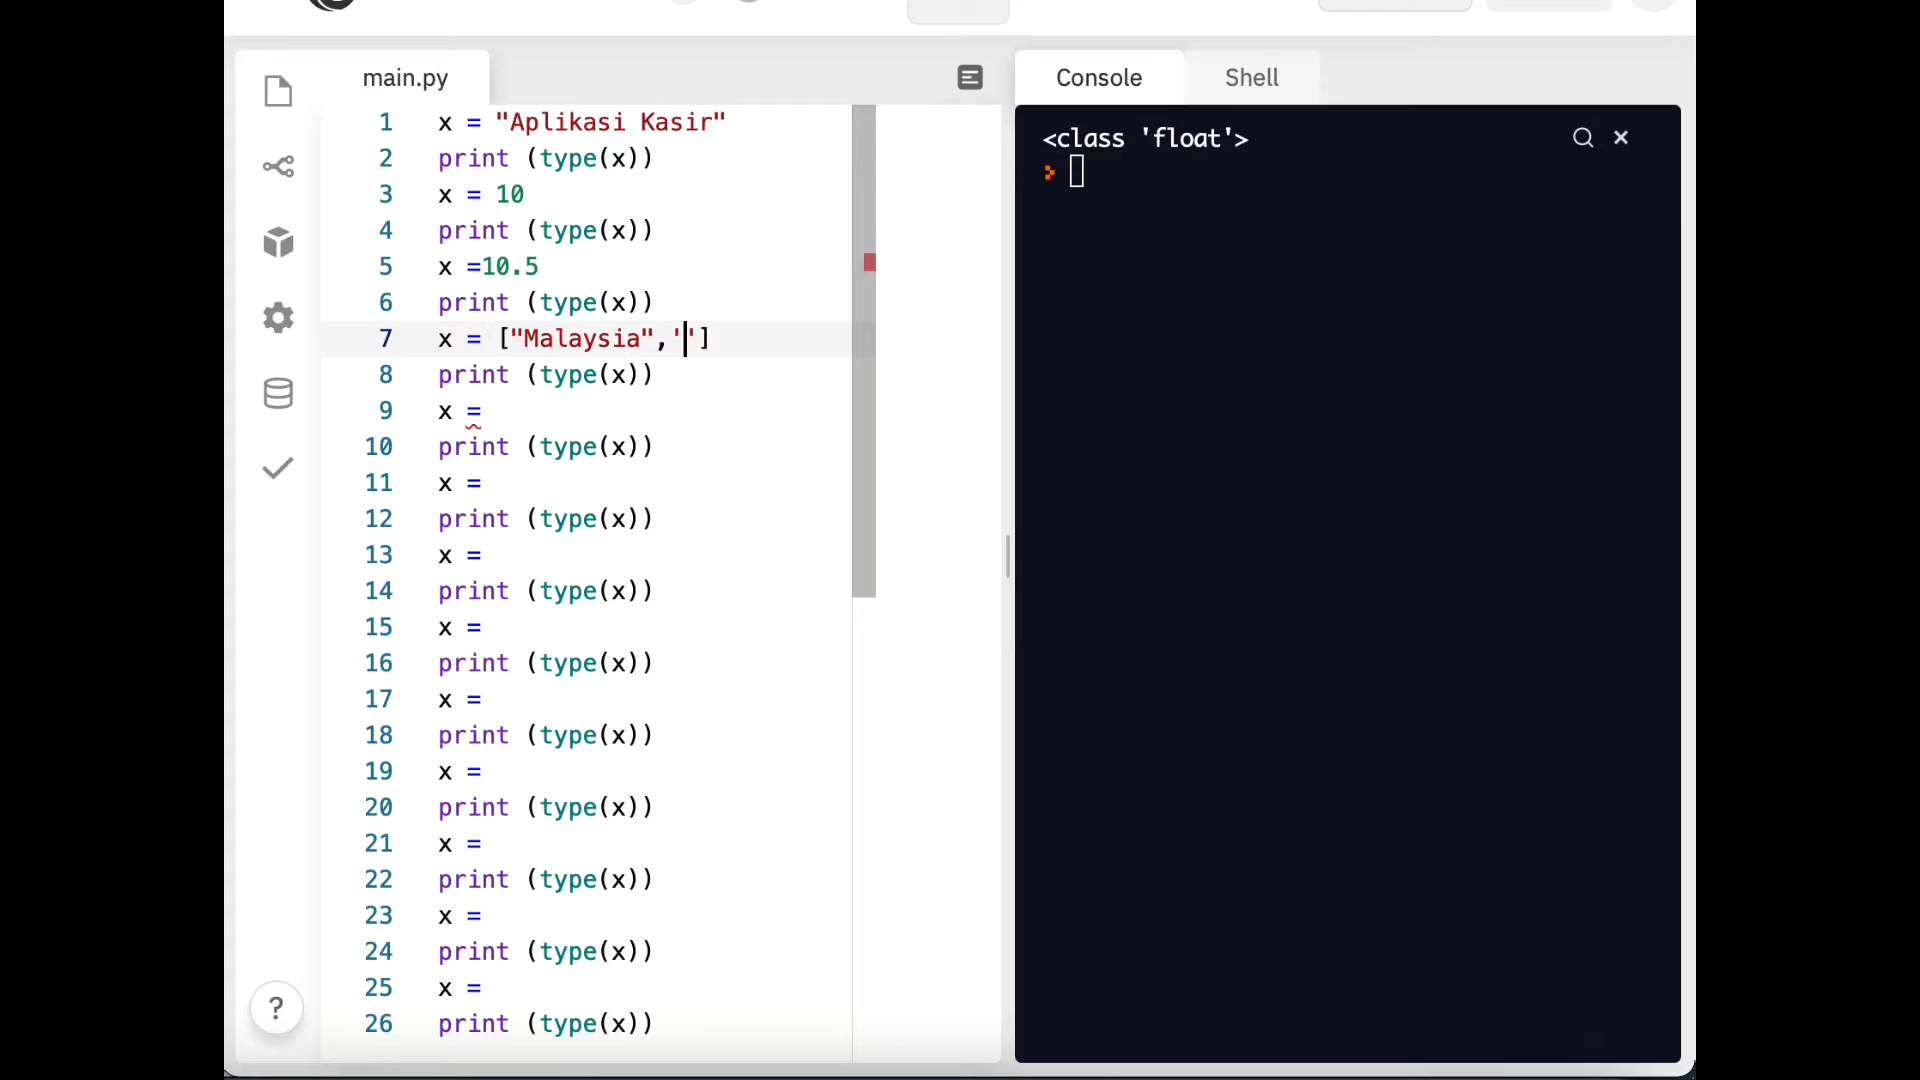 main.py
1 x = "Aplikasi Kasir"
2 print (type(x))
3 x = 10
4 print (type(x))
5 x =10.5
6 print (type(x))
7 x = ["Malaysia",'']
8 print (type(x))
9 x =
10 print (type(x))
11 x =
12 print (type(x))
13 x =
14 print (type(x))
15 x =
16 print (type(x))
17 x =
18 print (type(x))
19 x =
20 print (type(x))
21 x =
22 print (type(x))
23 x =
24 print (type(x))
25 x =
26 print (type(x))
?
Console Shell
<class 'float'>